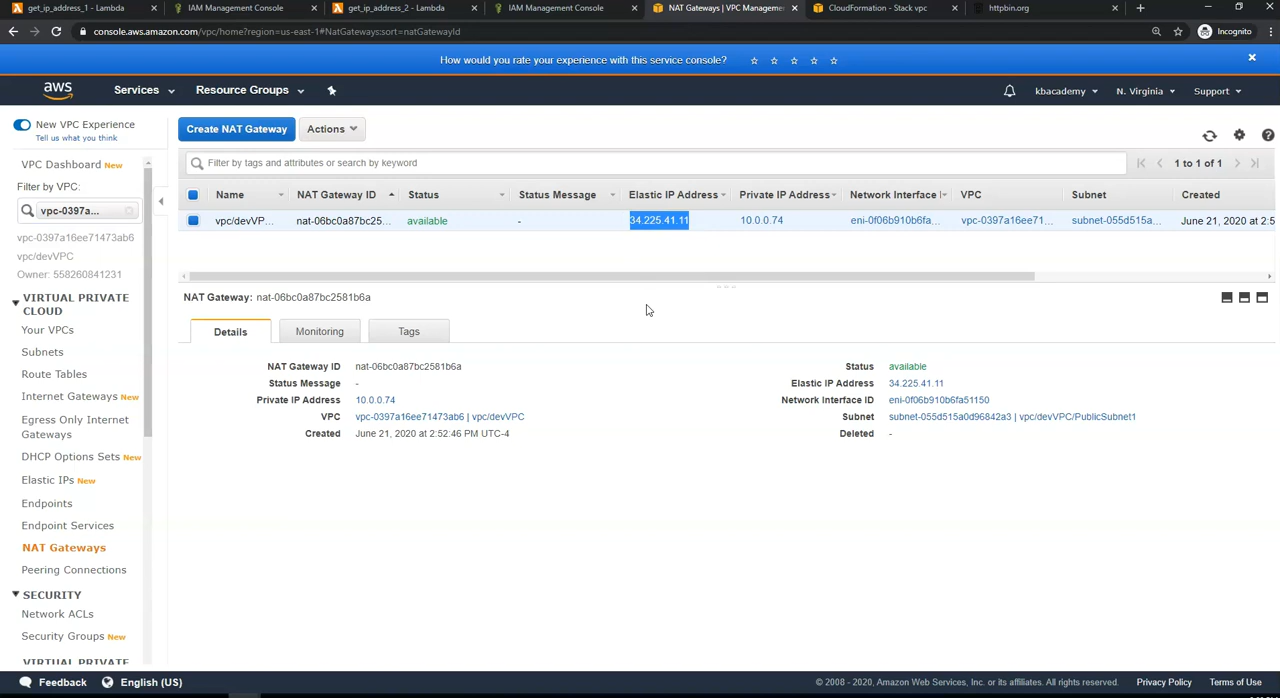 get_ip_address_1 - Lambda
IAM Management Console
get_ip_address_2 - Lambda
IAM Management Console
NAT Gateways | VPC Managemen
CloudFormation - Stack vpc
httpbin.org
console.aws.amazon.com/vpc/home?region=us-east-1#NatGateways:sort=natGatewayId
Incognito
How would you rate your experience with this service console?
aws
Services
Resource Groups
kbacademy
N. Virginia
Support
New VPC Experience
Tell us what you think
VPC Dashboard New
Filter by VPC:
vpc-0397a...
vpc-0397a16ee71473ab6
vpc/devVPC
Owner: 558260841231
VIRTUAL PRIVATE
CLOUD
Your VPCs
Subnets
Route Tables
Internet Gateways New
Egress Only Internet
Gateways
DHCP Options Sets New
Elastic IPs New
Endpoints
Endpoint Services
NAT Gateways
Peering Connections
SECURITY
Network ACLs
Security Groups New
VIRTUAL PRIVATE
Create NAT Gateway
Actions
Filter by tags and attributes or search by keyword
1 to 1 of 1
Name NAT Gateway ID Status Status Message Elastic IP Address Private IP Address Network Interface I VPC Subnet Created
vpc/devVP... nat-06bc0a87bc25... available - 34.225.41.11 10.0.0.74 eni-0f06b910b6fa... vpc-0397a16ee71... subnet-055d515a... June 21, 2020 at 2:5
NAT Gateway: nat-06bc0a87bc2581b6a
Details
Monitoring
Tags
NAT Gateway ID nat-06bc0a87bc2581b6a
Status Message -
Private IP Address 10.0.0.74
VPC vpc-0397a16ee71473ab6 | vpc/devVPC
Created June 21, 2020 at 2:52:46 PM UTC-4
Status available
Elastic IP Address 34.225.41.11
Network Interface ID eni-0f06b910b6fa51150
Subnet subnet-055d515a0d96842a3 | vpc/devVPC/PublicSubnet1
Deleted -
Feedback
English (US)
© 2008 - 2020, Amazon Web Services, Inc. or its affiliates. All rights reserved.
Privacy Policy
Terms of Use